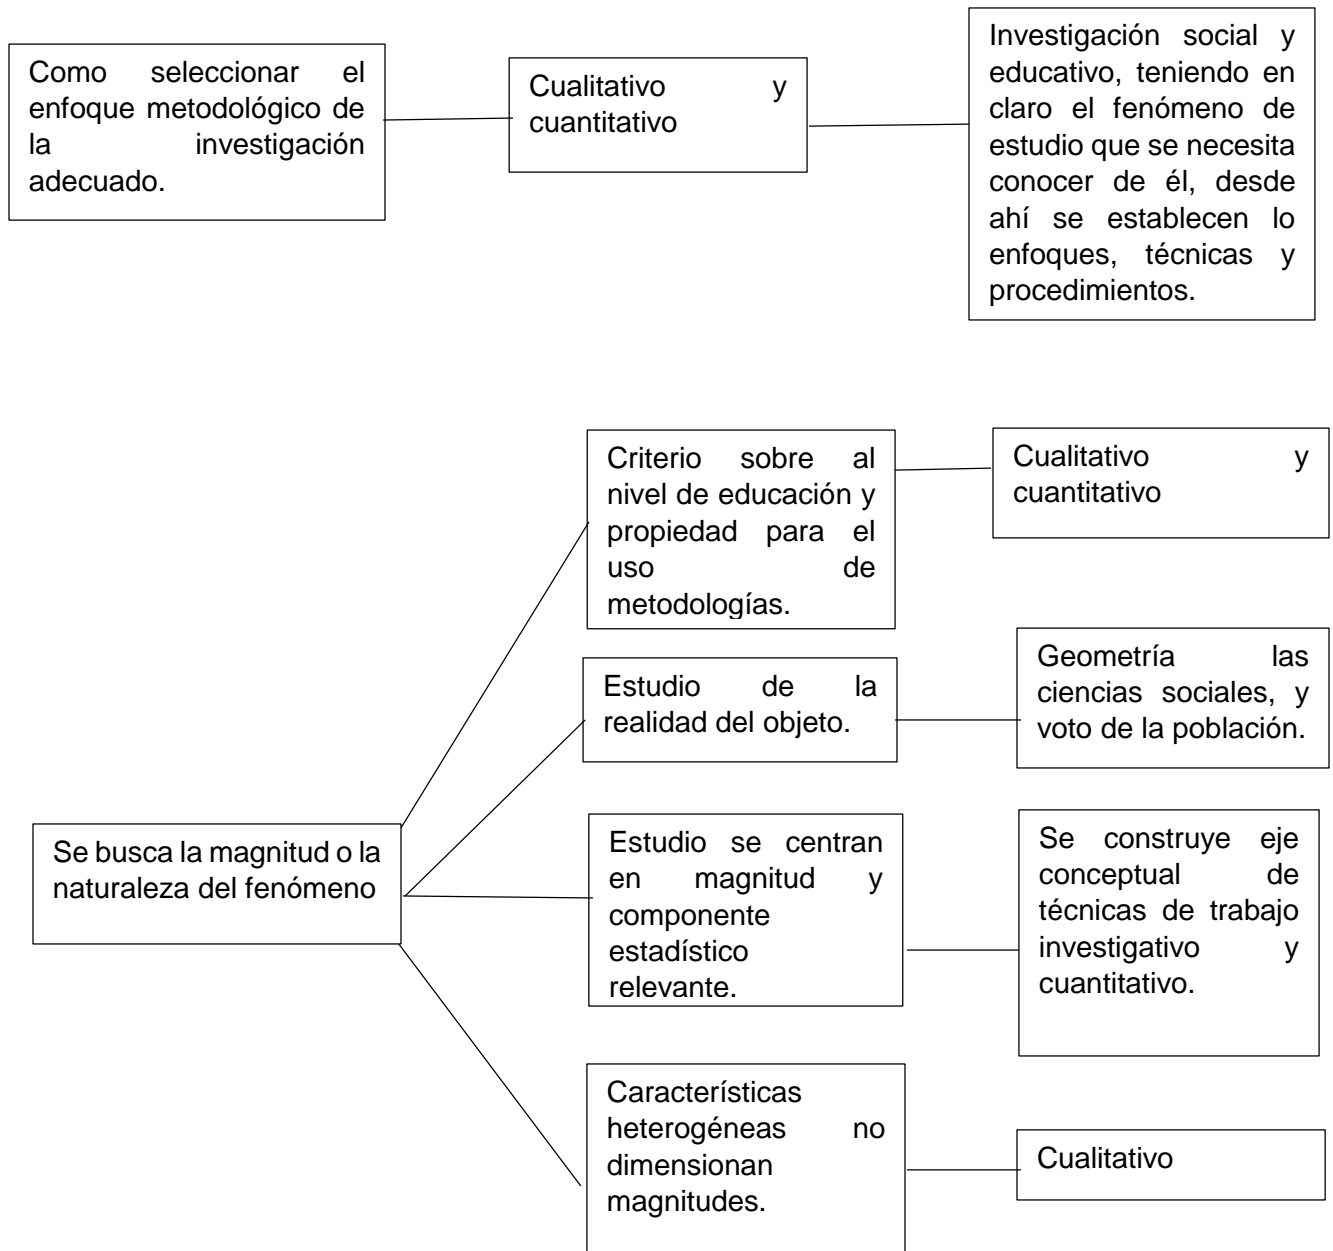 Como seleccionar el
enfoque metodológico de
la investigación
adecuado.
Cualitativo y
cuantitativo
Investigación social y
educativo, teniendo en
claro el fenómeno de
estudio que se necesita
conocer de él, desde
ahí se establecen lo
enfoques, técnicas y
procedimientos.
Se busca la magnitud o la
naturaleza del fenómeno
Criterio sobre al
nivel de educación y
propiedad para el
uso de
metodologías.
Cualitativo y
cuantitativo
Estudio de la
realidad del objeto.
Geometría las
ciencias sociales, y
voto de la población.
Estudio se centran
en magnitud y
componente
estadístico
relevante.
Se construye eje
conceptual de
técnicas de trabajo
investigativo y
cuantitativo.
Características
heterogéneas no
dimensionan
magnitudes.
Cualitativo